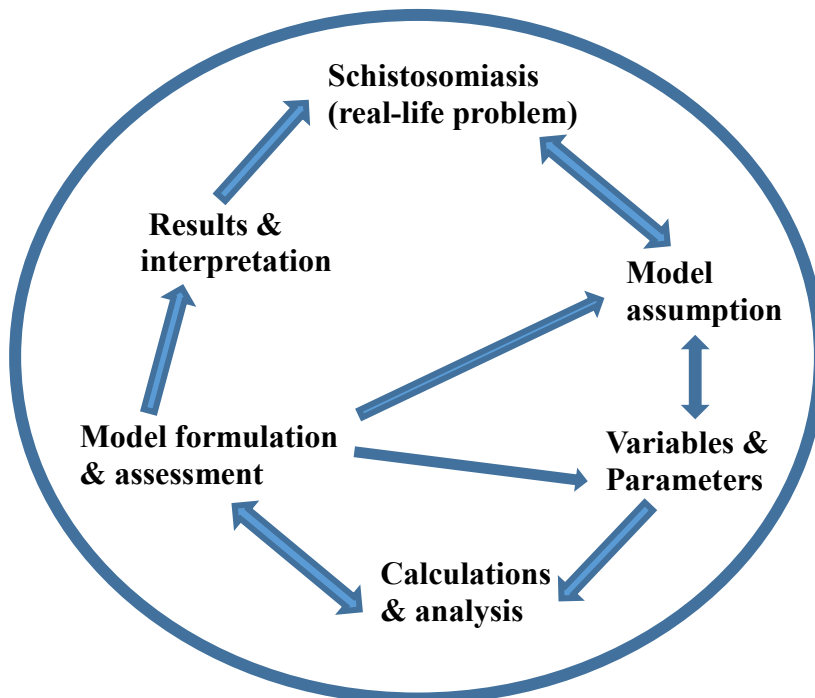 Schistosomiasis
(real-life problem)
Results &
interpretation
Model
assumption
Model formulation
& assessment
Variables &
Parameters
Calculations
& analysis